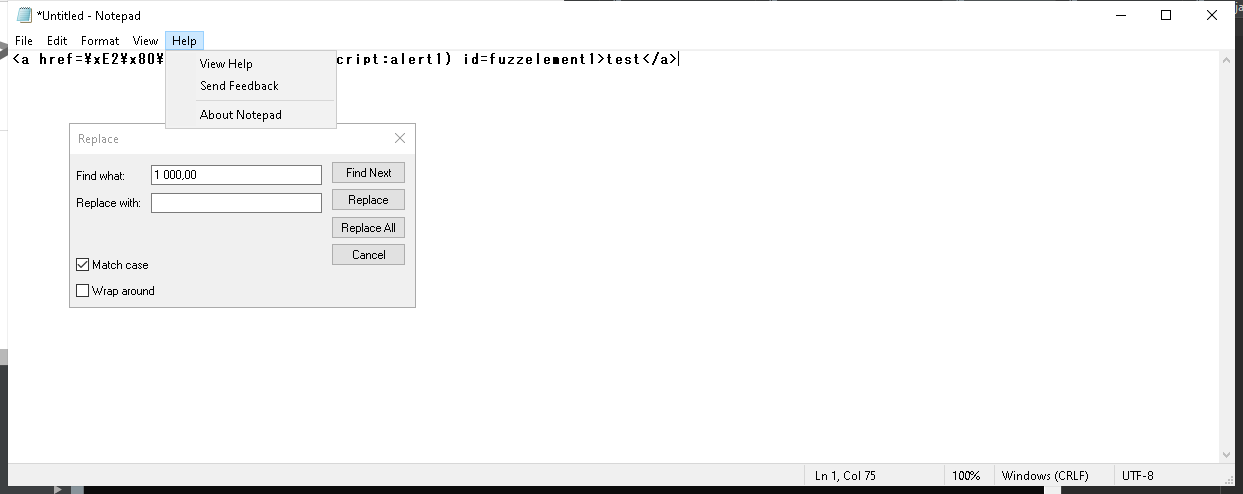 *Untitled - Notepad
File Edit Format View Help
<a href=¥xE2¥x80¥ cript:alert1) id=fuzzelement1>test</a>
View Help
Send Feedback
About Notepad
Replace
Find what: 1 000,00 Find Next
Replace with: Replace
Replace All
Cancel
Match case
Wrap around
Ln 1, Col 75 100% Windows (CRLF) UTF-8